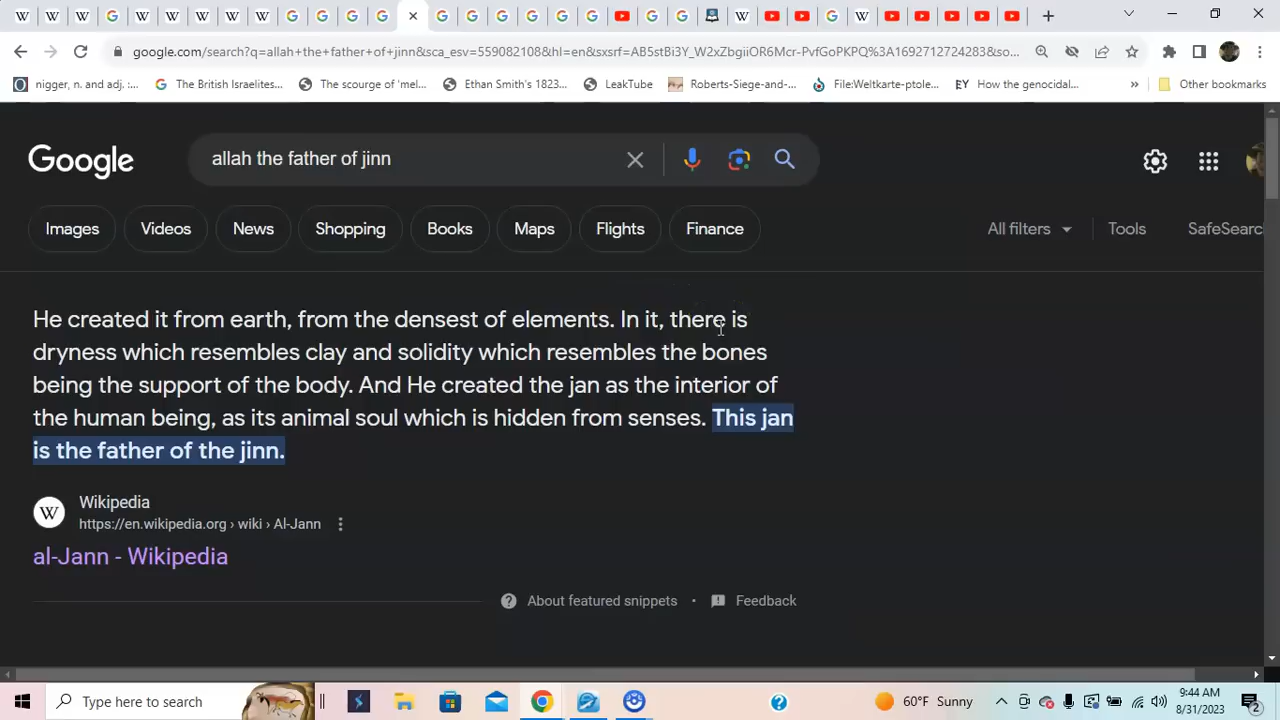 google.com/search?q=allah+the+father+of+jinn&sca_esv=559082108&hl=en&sxsrf=AB5stBi3Y_W2xZbgiiOR6Mcr-PvfGoPKPQ%3A1692712724283&so...
nigger, n. and adj. :...
The British Israelites...
The scourge of 'mel...
Ethan Smith's 1823...
LeakTube
Roberts-Siege-and-...
File:Weltkarte-ptole...
EY
How the genocidal...
»
Other bookmarks
Google
allah the father of jinn
Images
Videos
News
Shopping
Books
Maps
Flights
Finance
All filters
Tools
SafeSearc
He created it from earth, from the densest of elements. In it, there is
dryness which resembles clay and solidity which resembles the bones
being the support of the body. And He created the jan as the interior of
the human being, as its animal soul which is hidden from senses. This jan
is the father of the jinn.
W
Wikipedia
https://en.wikipedia.org › wiki › Al-Jann
al-Jann - Wikipedia
About featured snippets
Feedback
Type here to search
60°F Sunny
9:44 AM
8/31/2023
2